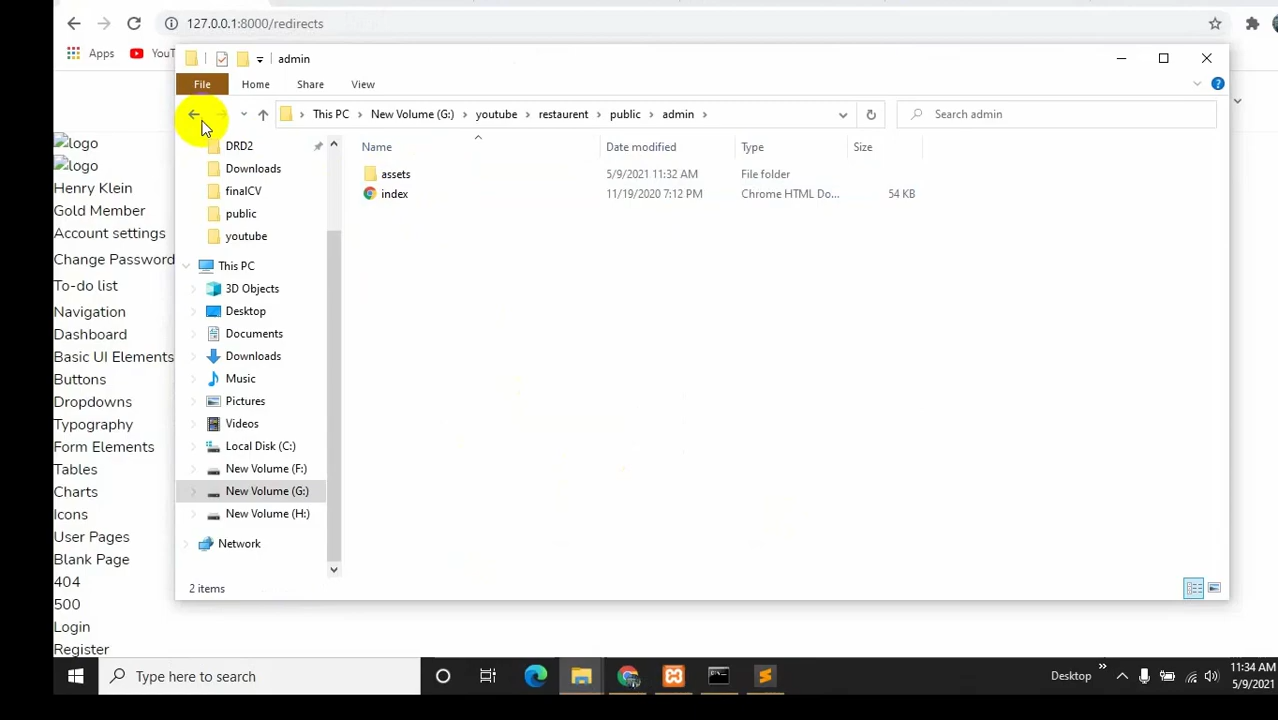 127.0.0.1:8000/redirects
Apps
admin
File Home Share View
This PC New Volume (G:) youtube restaurent public admin
Search admin
Name Date modified Type Size
assets 5/9/2021 11:32 AM File folder
index 11/19/2020 7:12 PM Chrome HTML Do... 54 KB
DRD2
Downloads
finalCV
public
youtube
This PC
3D Objects
Desktop
Documents
Downloads
Music
Pictures
Videos
Local Disk (C:)
New Volume (F:)
New Volume (G:)
New Volume (H:)
Network
2 items
logo
logo
Henry Klein
Gold Member
Account settings
Change Password
To-do list
Navigation
Dashboard
Basic UI Elements
Buttons
Dropdowns
Typography
Form Elements
Tables
Charts
Icons
User Pages
Blank Page
404
500
Login
Register
Type here to search
Desktop
11:34 AM
5/9/2021